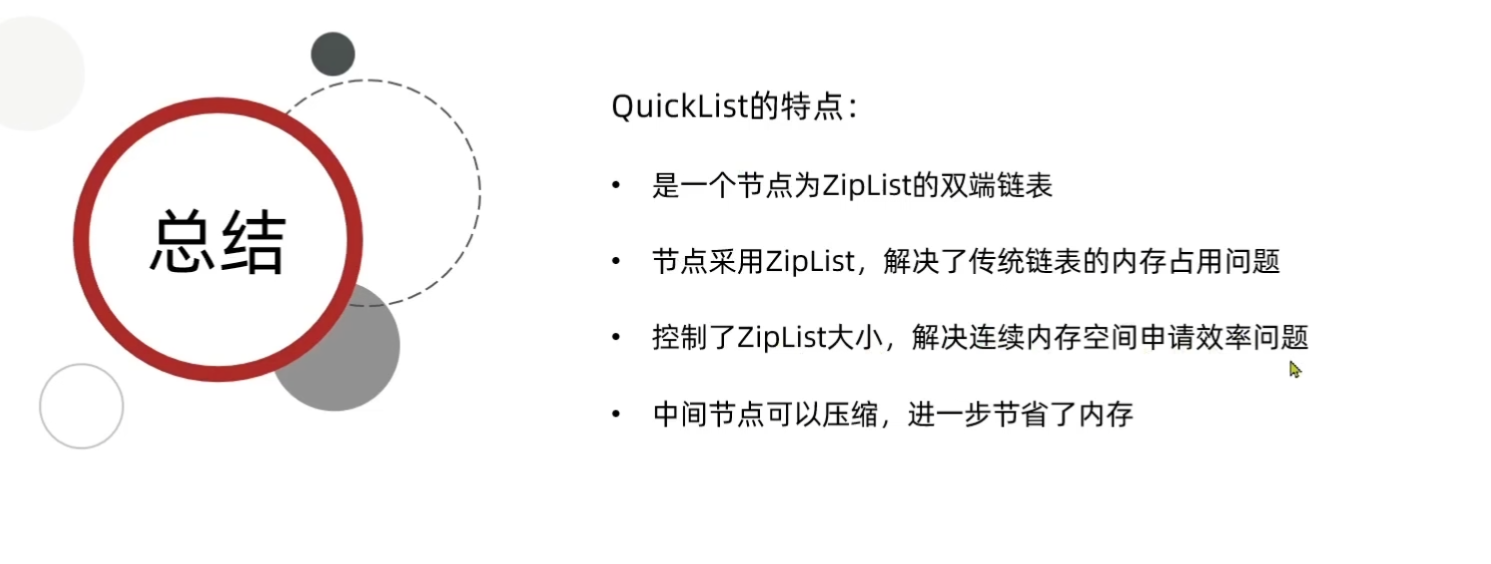 总结
QuickList的特点：
• 是一个节点为ZipList的双端链表
• 节点采用ZipList，解决了传统链表的内存占用问题
• 控制了ZipList大小，解决连续内存空间申请效率问题
• 中间节点可以压缩，进一步节省了内存